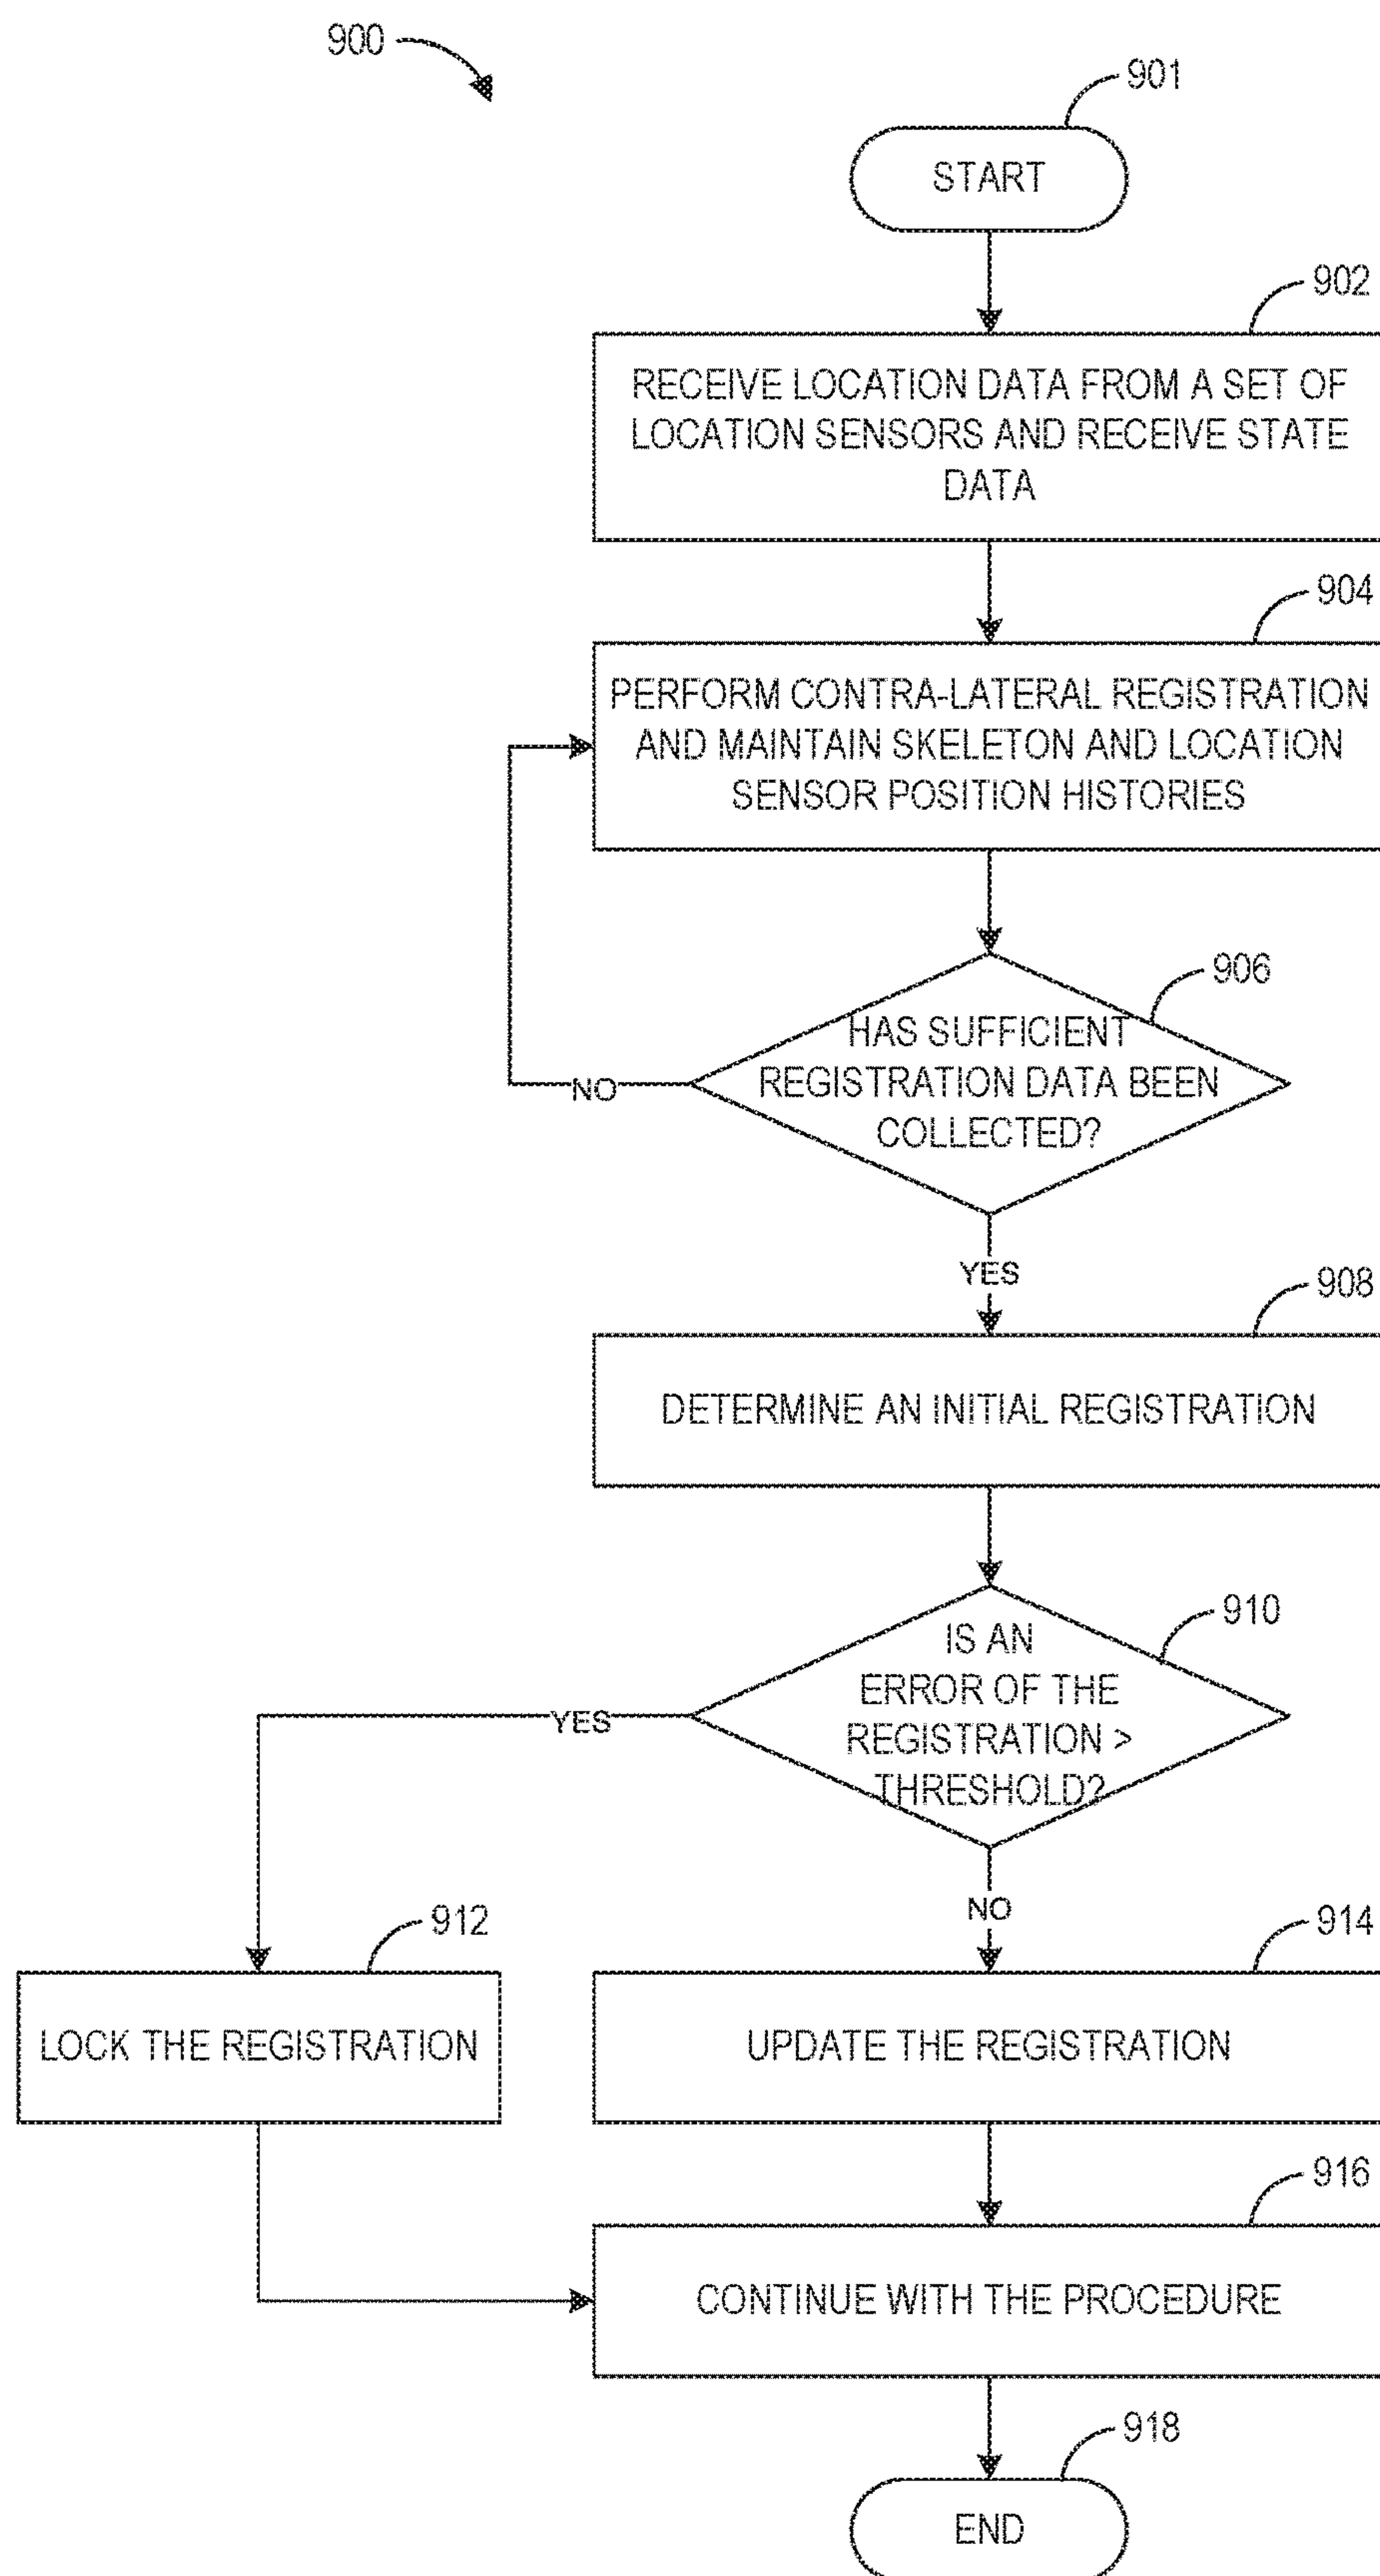 900
901
START
902
RECEIVE LOCATION DATA FROM A SET OF
LOCATION SENSORS AND RECEIVE STATE
DATA
904
PERFORM CONTRA-LATERAL REGISTRATION
AND MAINTAIN SKELETON AND LOCATION
SENSOR POSITION HISTORIES
906
HAS SUFFICIENT
REGISTRATION DATA BEEN
COLLECTED?
NO
YES
908
DETERMINE AN INITIAL REGISTRATION
910
IS AN
ERROR OF THE
REGISTRATION >
THRESHOLD?
YES
NO
912
LOCK THE REGISTRATION
914
UPDATE THE REGISTRATION
916
CONTINUE WITH THE PROCEDURE
918
END